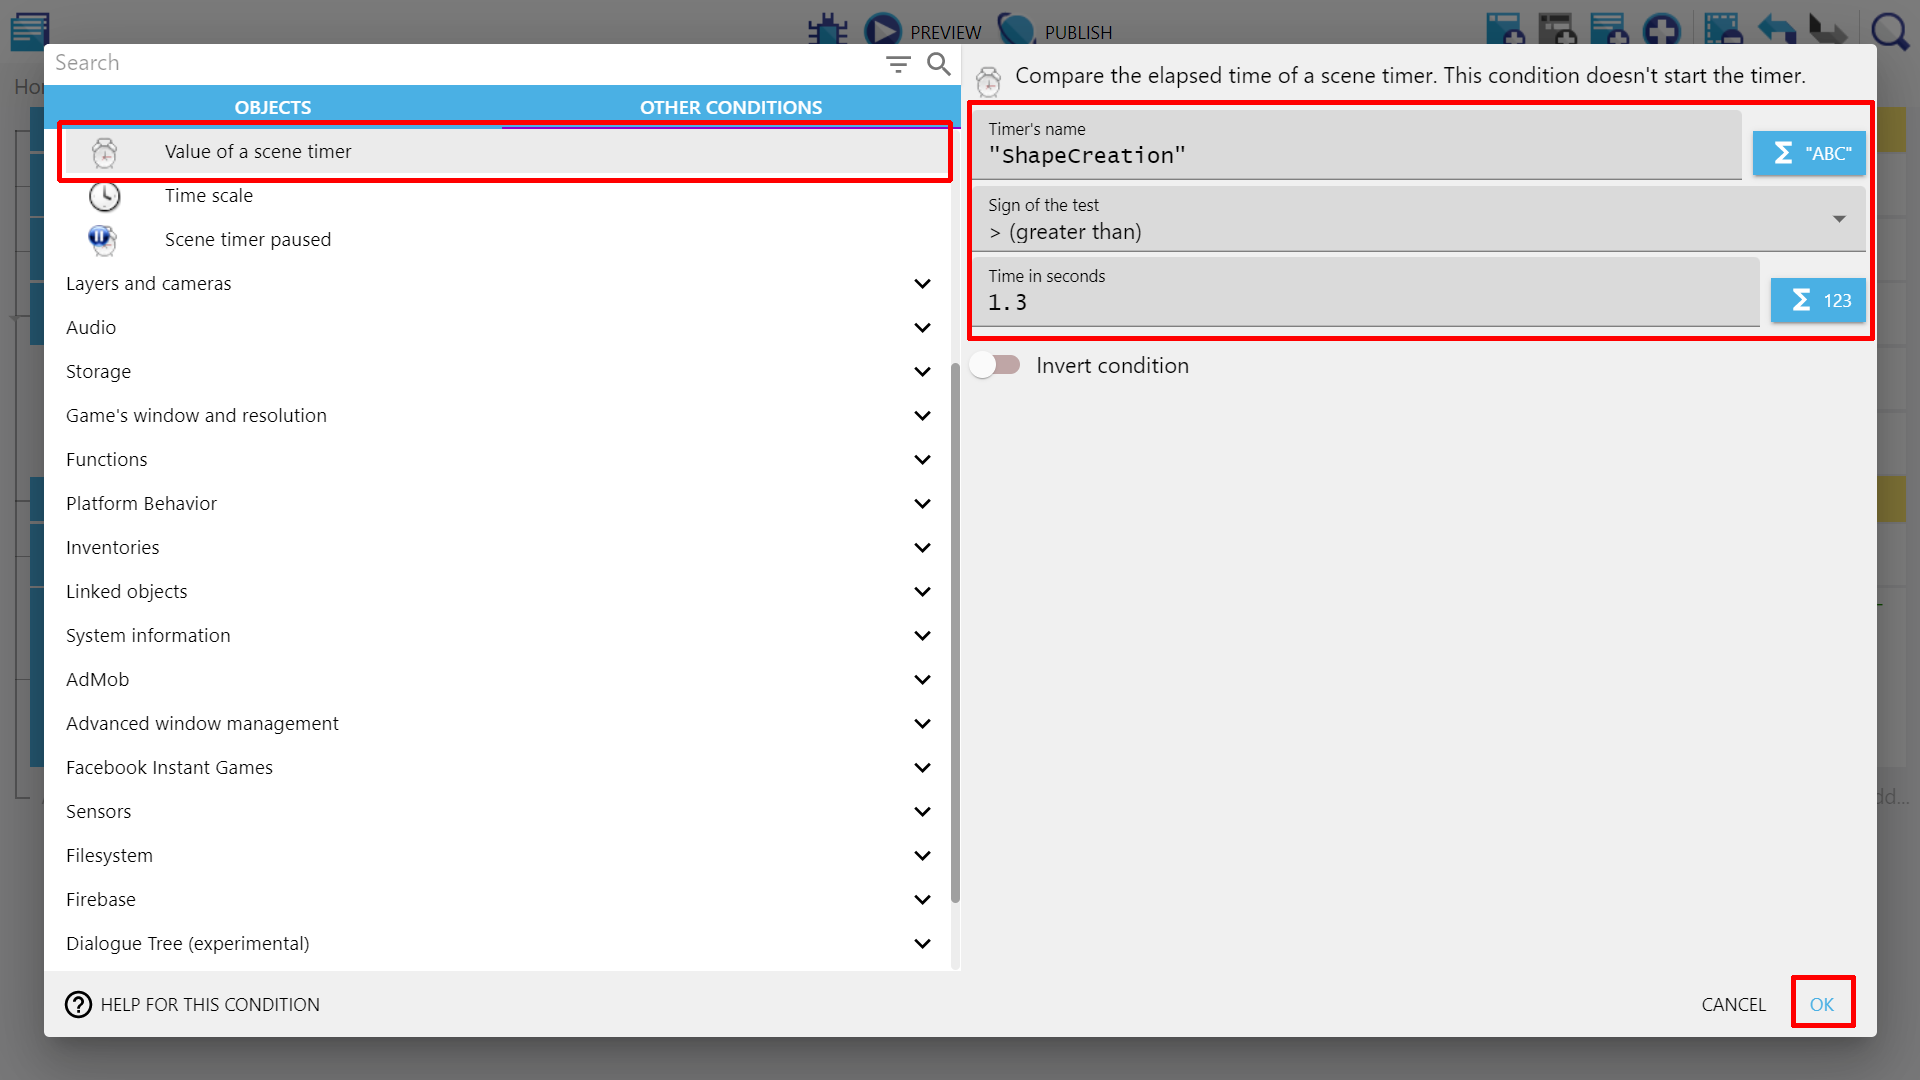 PREVIEW
PUBLISH
Search
OBJECTS
OTHER CONDITIONS
Value of a scene timer
Time scale
Scene timer paused
Layers and cameras
Audio
Storage
Game's window and resolution
Functions
Platform Behavior
Inventories
Linked objects
System information
AdMob
Advanced window management
Facebook Instant Games
Sensors
Filesystem
Firebase
Dialogue Tree (experimental)
HELP FOR THIS CONDITION
Compare the elapsed time of a scene timer. This condition doesn't start the timer.
Timer's name
"ShapeCreation"
Σ "ABC"
Sign of the test
> (greater than)
Time in seconds
1.3
Σ 123
Invert condition
CANCEL
OK